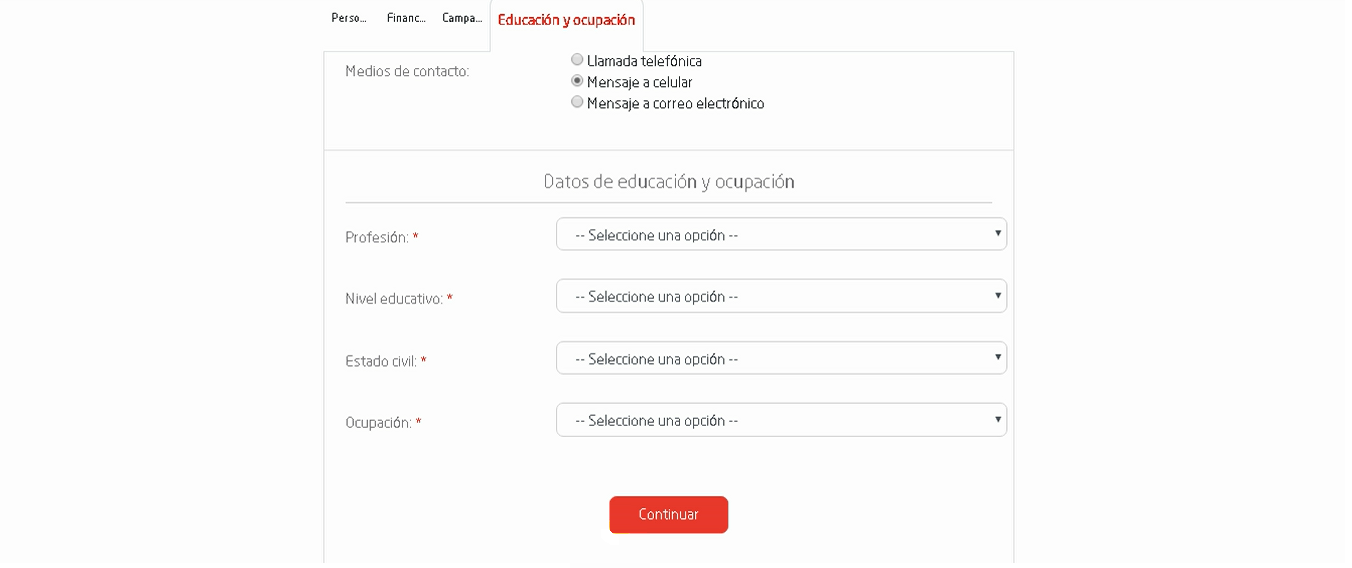 Perso... Financ... Campa... Educación y ocupación
Medios de contacto:
Llamada telefónica
Mensaje a celular
Mensaje a correo electrónico
Datos de educación y ocupación
Profesión: * -- Seleccione una opción --
Nivel educativo: * -- Seleccione una opción --
Estado civil: * -- Seleccione una opción --
Ocupación: * -- Seleccione una opción --
Continuar